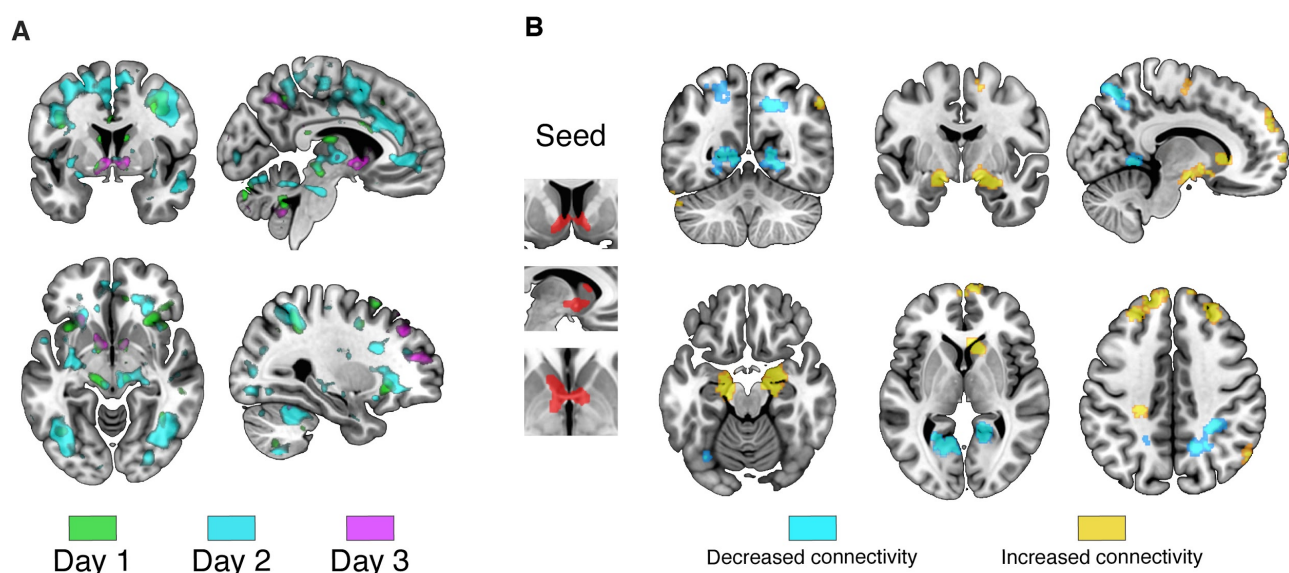 A
B
Seed
Day 1
Day 2
Day 3
Decreased connectivity
Increased connectivity